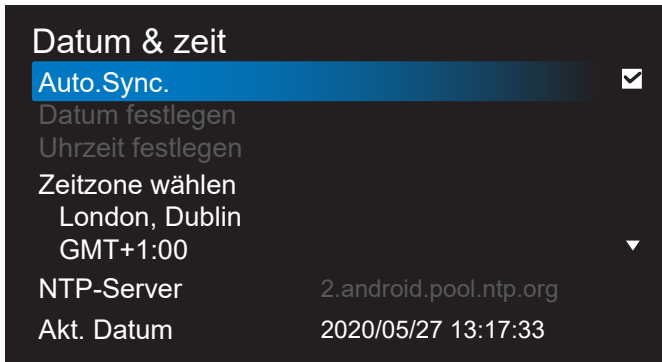 Datum & zeit
Auto.Sync.
Datum festlegen
Uhrzeit festlegen
Zeitzone wählen
London, Dublin
GMT+1:00
NTP-Server 2.android.pool.ntp.org
Akt. Datum 2020/05/27 13:17:33